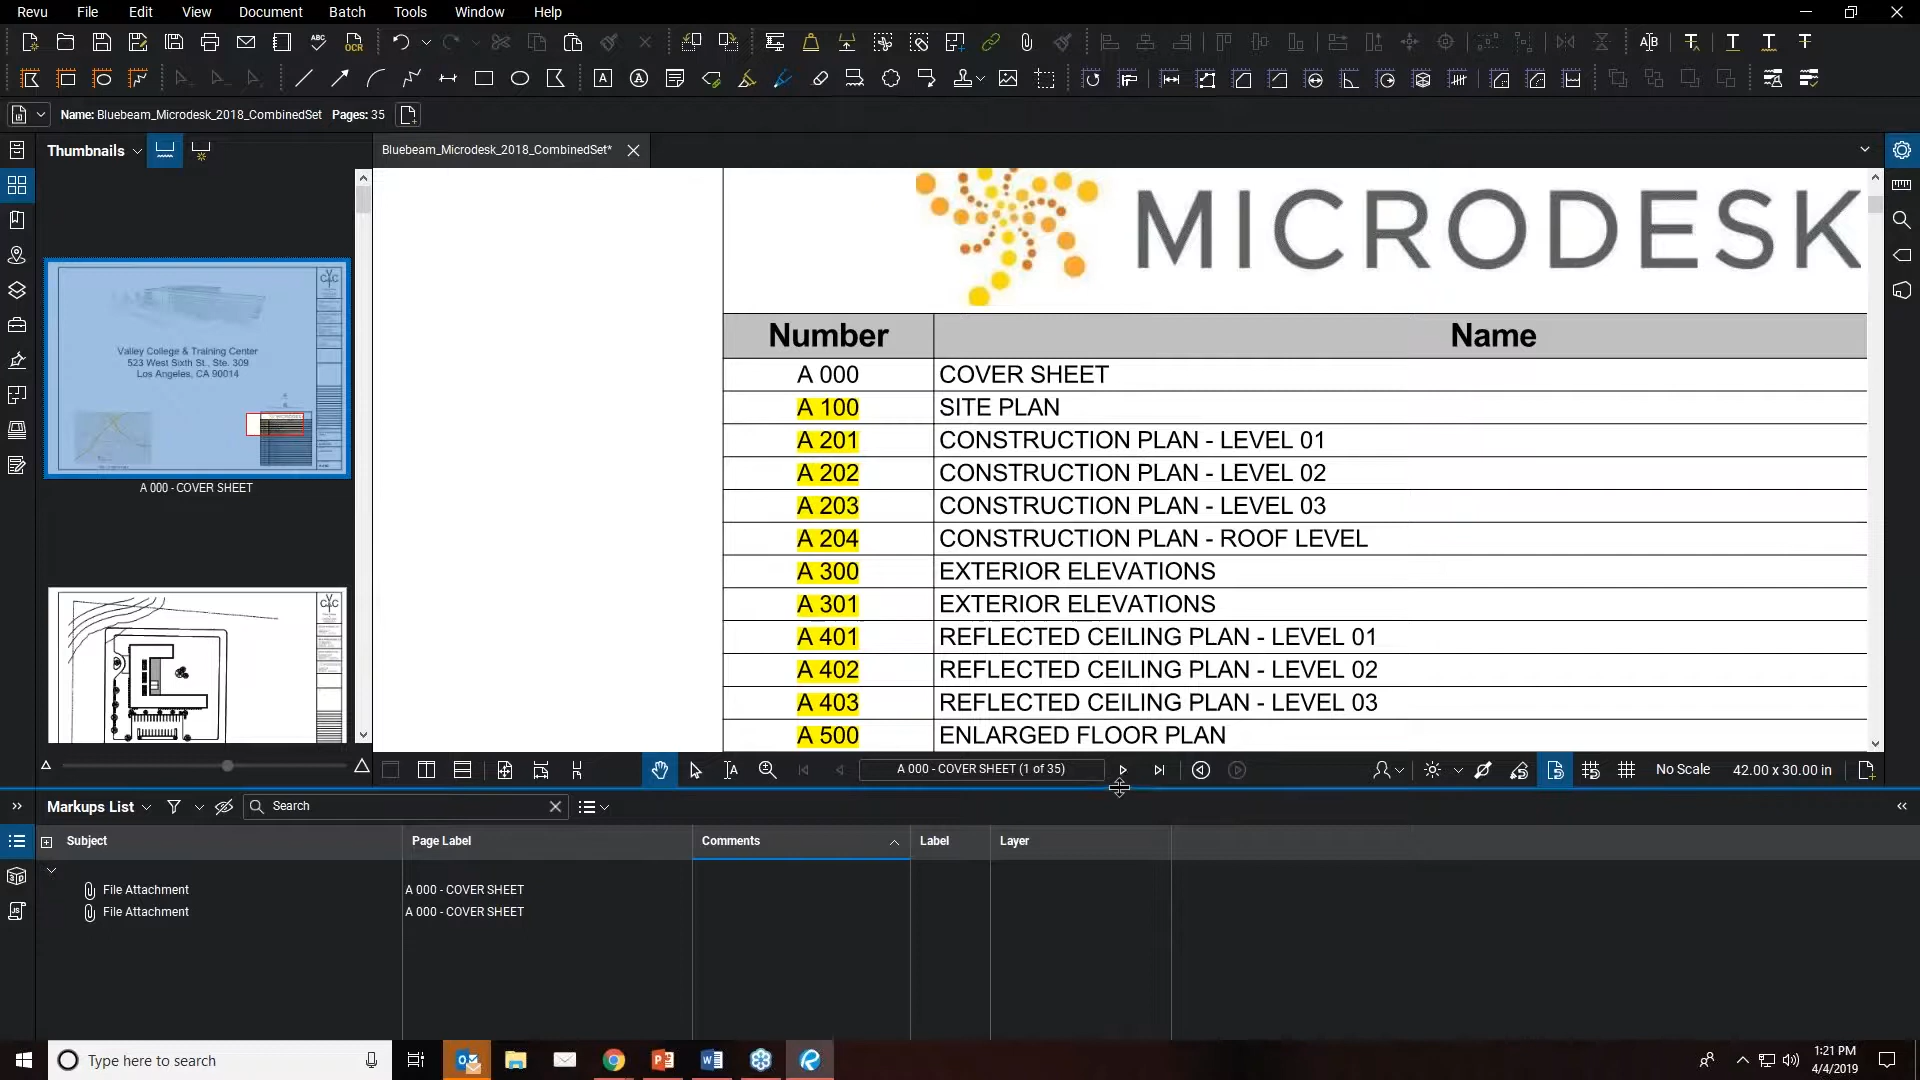 Revu File Edit View Document Batch Tools Window Help
ABC OCR
Name: Bluebeam_Microdesk_2018_CombinedSet Pages: 35
Thumbnails
Bluebeam_Microdesk_2018_CombinedSet*
MICRODESK
Number Name
A 000 COVER SHEET
A 100 SITE PLAN
A 201 CONSTRUCTION PLAN - LEVEL 01
A 202 CONSTRUCTION PLAN - LEVEL 02
A 203 CONSTRUCTION PLAN - LEVEL 03
A 204 CONSTRUCTION PLAN - ROOF LEVEL
A 300 EXTERIOR ELEVATIONS
A 301 EXTERIOR ELEVATIONS
A 401 REFLECTED CEILING PLAN - LEVEL 01
A 402 REFLECTED CEILING PLAN - LEVEL 02
A 403 REFLECTED CEILING PLAN - LEVEL 03
A 500 ENLARGED FLOOR PLAN
Valley College & Training Center
523 West Sixth St., Ste. 309
Los Angeles, CA 90014
A 000 - COVER SHEET
A 000 - COVER SHEET (1 of 35)
No Scale 42.00 x 30.00 in
Markups List Search
Subject Page Label Comments Label Layer
File Attachment A 000 - COVER SHEET
File Attachment A 000 - COVER SHEET
Type here to search
1:21 PM
4/4/2019